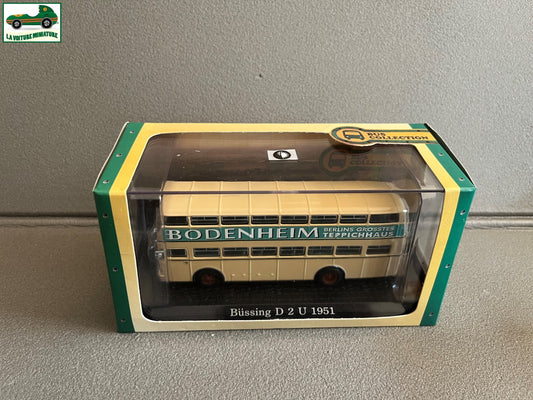 LA VOITURE MINIATURE
BUS
COLLECTION
BODENHEIM
BERLINS GRÖSSTES
TEPPICHHAUS
Büssing D 2 U 1951